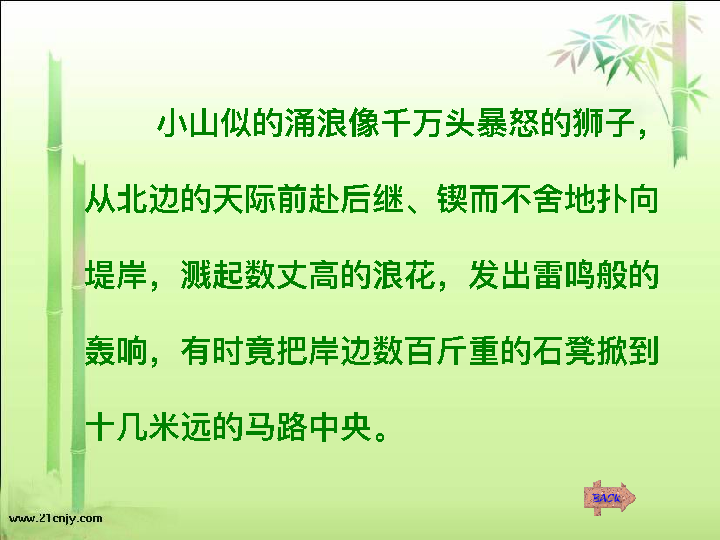 小山似的涌浪像千万头暴怒的狮子，
从北边的天际前赴后继、锲而不舍地扑向
堤岸，溅起数丈高的浪花，发出雷鸣般的
轰响，有时竟把岸边数百斤重的石凳掀到
十几米远的马路中央。
BACK
www.21cnjy.com